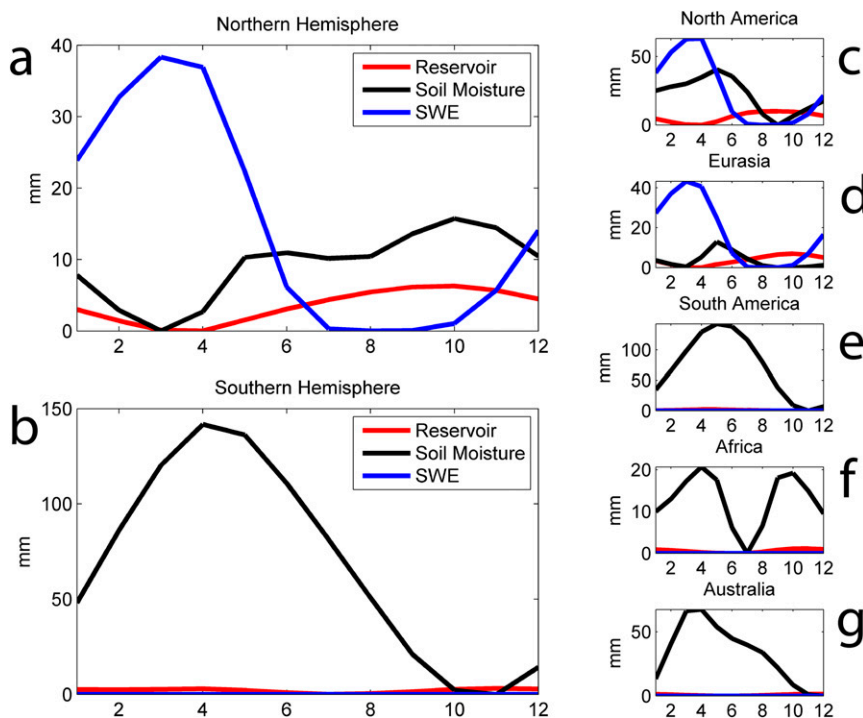 Northern Hemisphere
a
40
30
20
10
0
mm
Reservoir
Soil Moisture
SWE
2 4 6 8 10 12
Southern Hemisphere
b
150
100
50
0
mm
Reservoir
Soil Moisture
SWE
2 4 6 8 10 12
North America
c
50
0
mm
2 4 6 8 10 12
Eurasia
d
40
20
0
mm
2 4 6 8 10 12
South America
e
100
50
0
mm
2 4 6 8 10 12
Africa
f
20
10
0
mm
2 4 6 8 10 12
Australia
g
50
0
mm
2 4 6 8 10 12